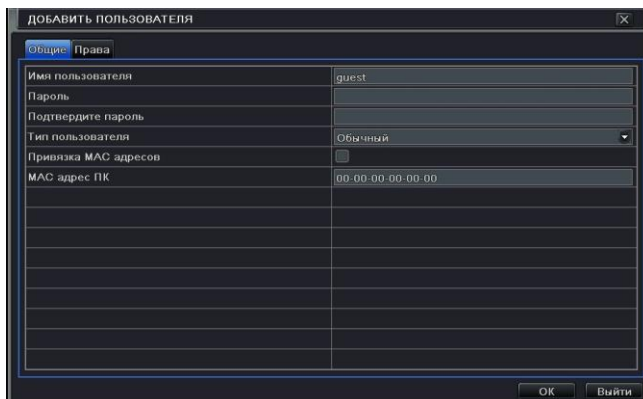 ДОБАВИТЬ ПОЛЬЗОВАТЕЛЯ
Общие Права
Имя пользователя guest
Пароль
Подтвердите пароль
Тип пользователя Обычный
Привязка MAC адресов
MAC адрес ПК 00-00-00-00-00-00
ОК Выйти